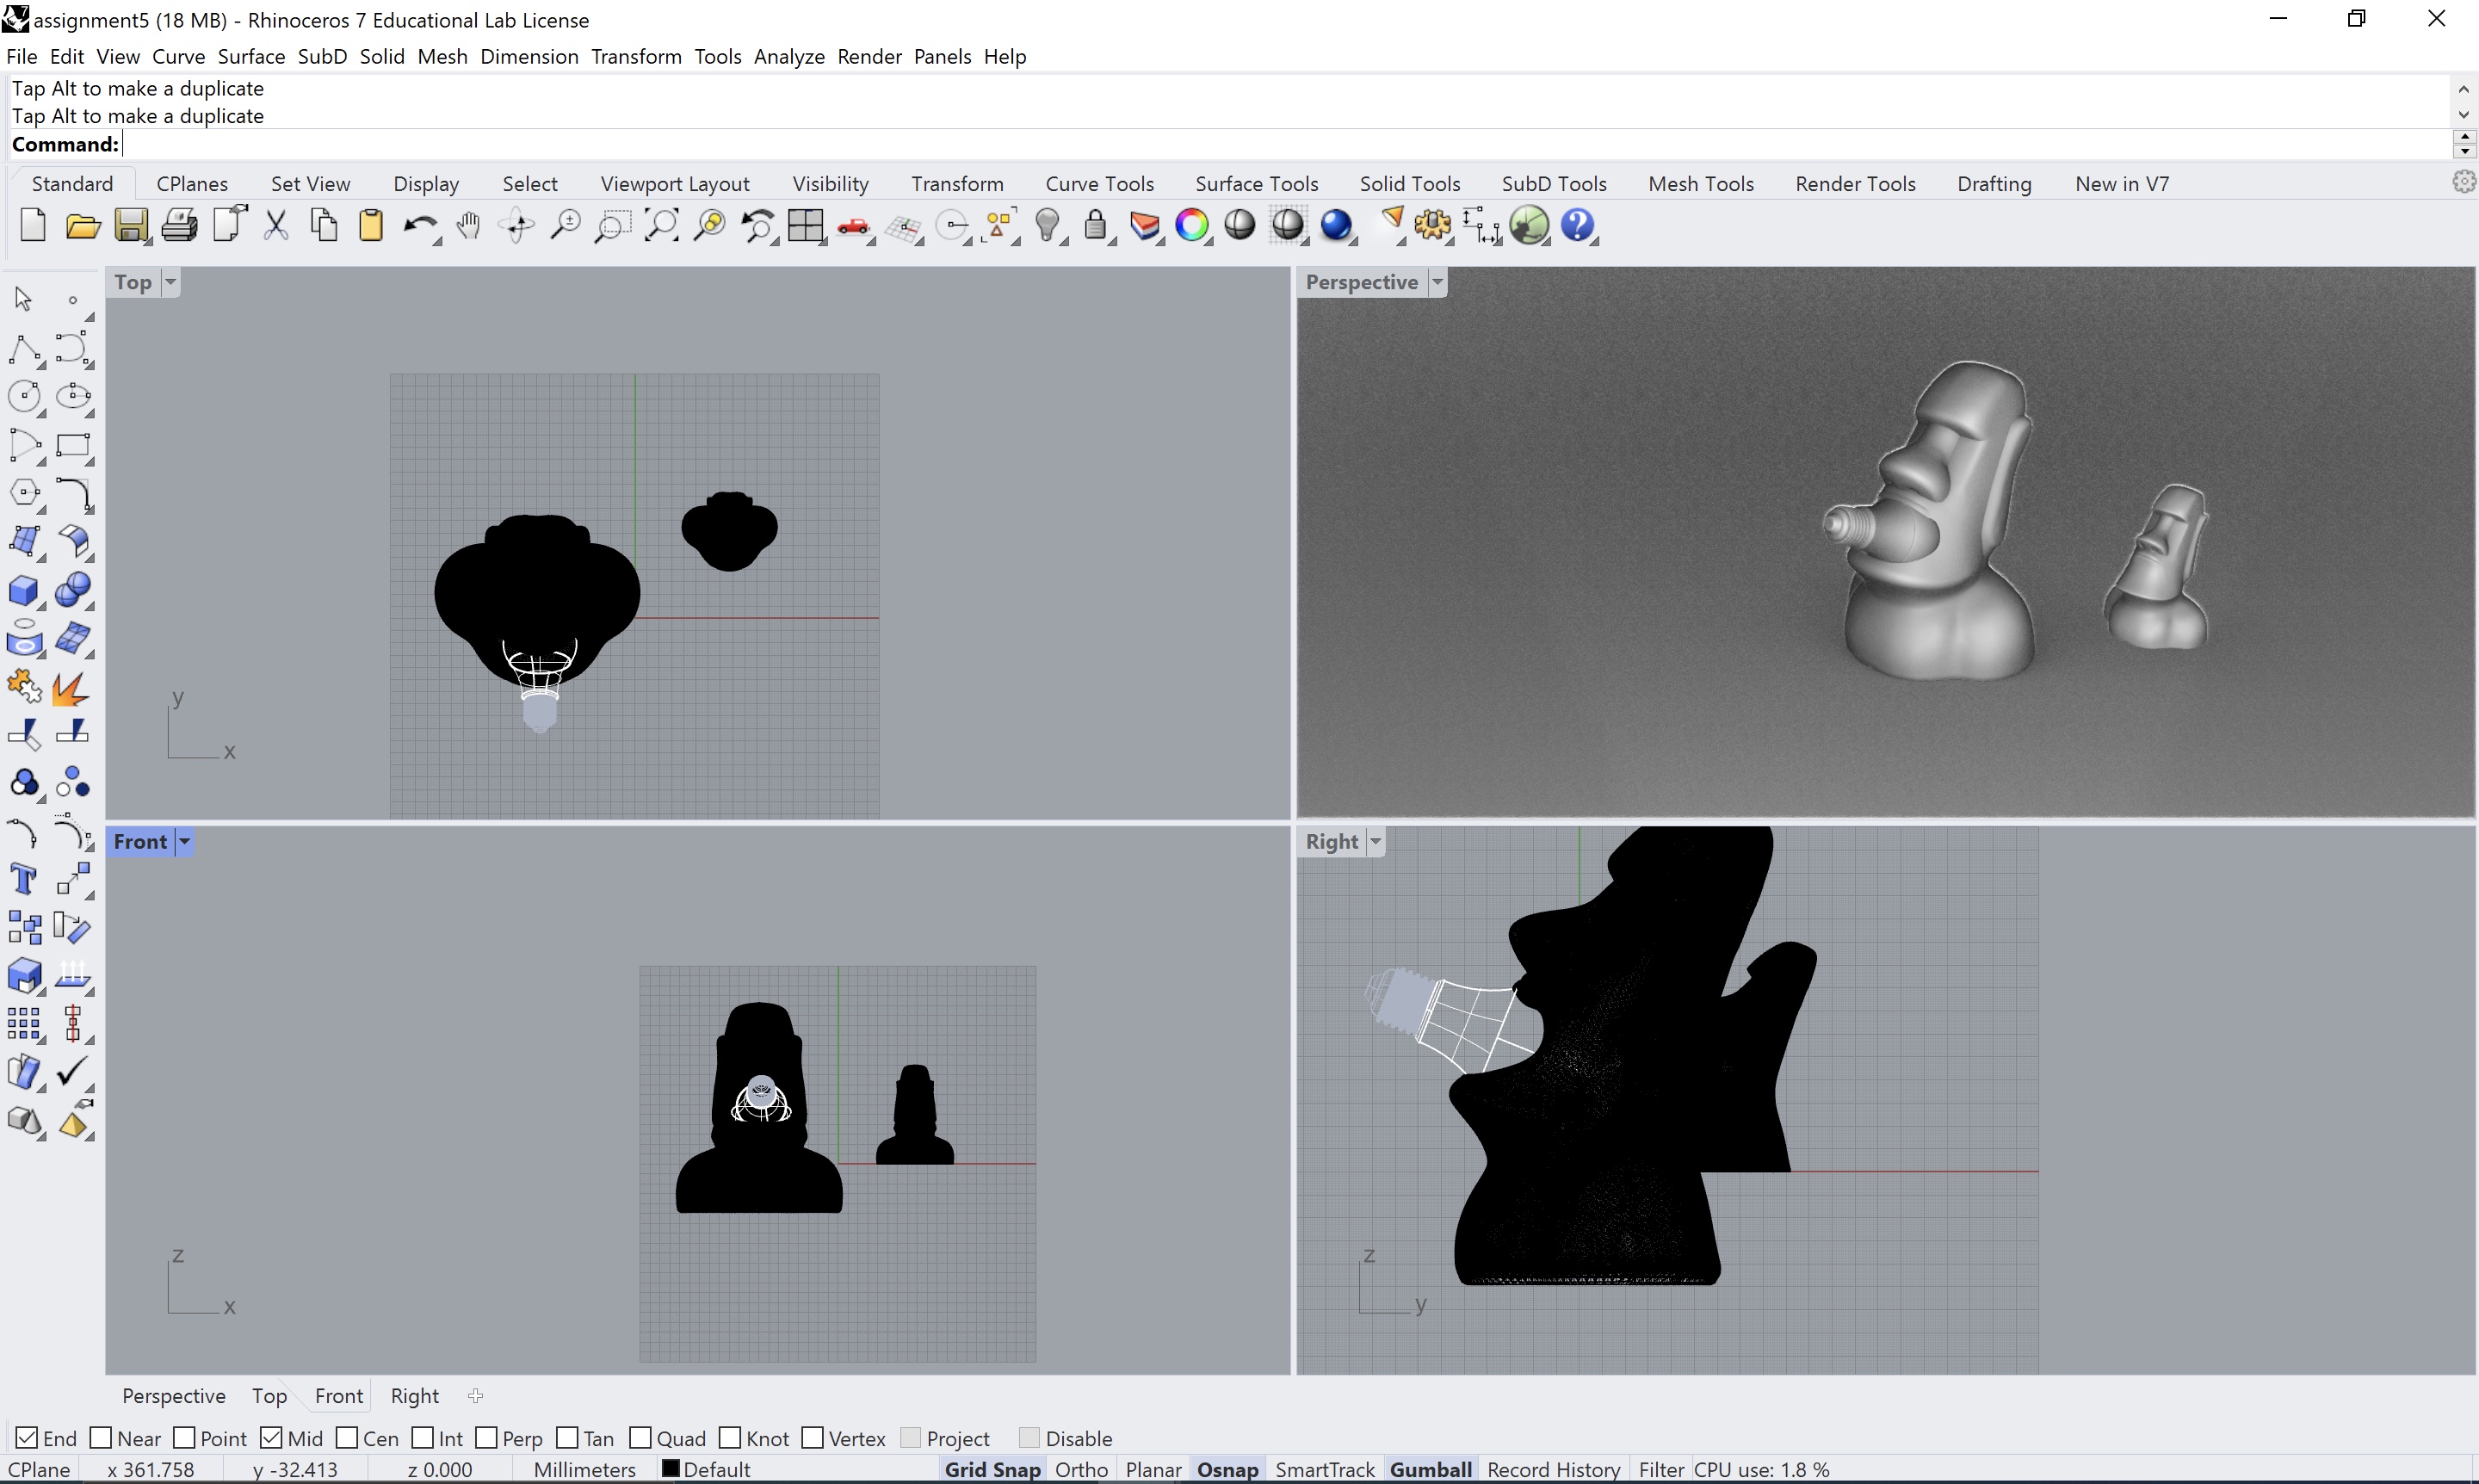 assignment5 (18 MB) - Rhinoceros 7 Educational Lab License
File Edit View Curve Surface SubD Solid Mesh Dimension Transform Tools Analyze Render Panels Help
Tap Alt to make a duplicate
Tap Alt to make a duplicate
Command:
Standard CPlanes Set View Display Select Viewport Layout Visibility Transform Curve Tools Surface Tools Solid Tools SubD Tools Mesh Tools Render Tools Drafting New in V7
Top
Perspective
y
x
Front
Right
z
x
z
y
Perspective Top Front Right
End Near Point Mid Cen Int Perp Tan Quad Knot Vertex Project Disable
CPlane x 361.758 y -32.413 z 0.000 Millimeters Default Grid Snap Ortho Planar Osnap SmartTrack Gumball Record History Filter CPU use: 1.8 %